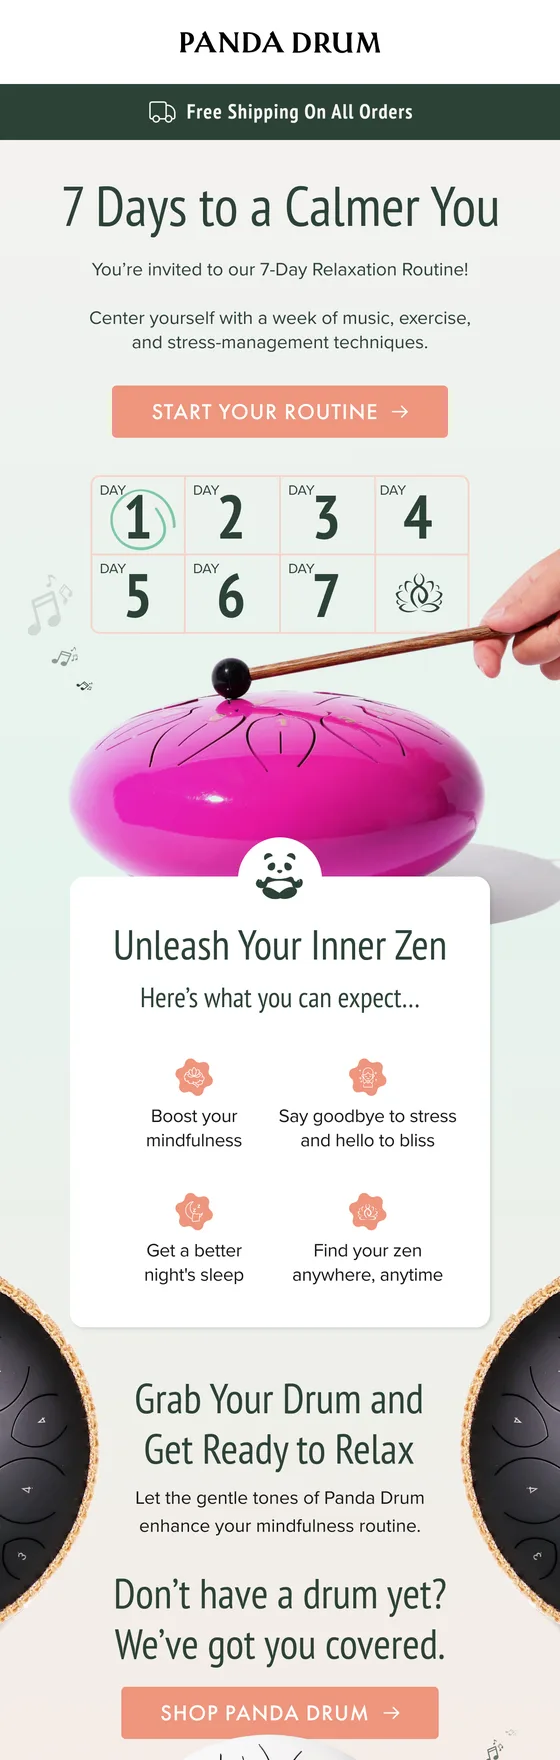 PANDA DRUM
Free Shipping On All Orders
7 Days to a Calmer You
You're invited to our 7-Day Relaxation Routine!
Center yourself with a week of music, exercise,
and stress-management techniques.
START YOUR ROUTINE →
DAY 1 DAY 2 DAY 3 DAY 4
DAY 5 DAY 6 DAY 7
Unleash Your Inner Zen
Here's what you can expect...
Boost your
mindfulness
Say goodbye to stress
and hello to bliss
Get a better
night's sleep
Find your zen
anywhere, anytime
Grab Your Drum and
Get Ready to Relax
Let the gentle tones of Panda Drum
enhance your mindfulness routine.
Don't have a drum yet?
We've got you covered.
SHOP PANDA DRUM →